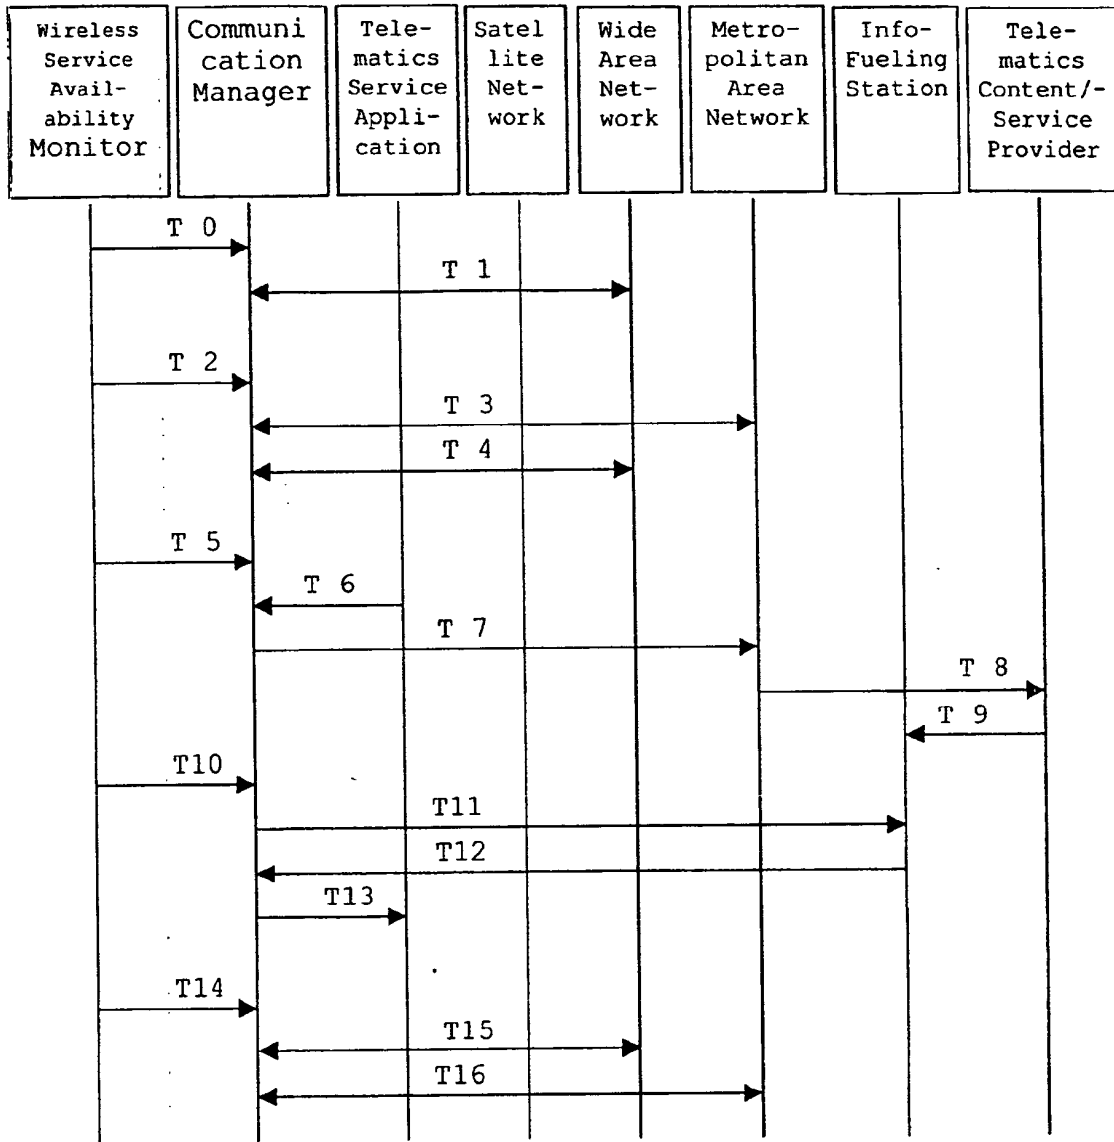 Wireless
Service
Avail-
ability
Monitor
Communi
cation
Manager
Tele-
matics
Service
Appli-
cation
Satel
lite
Net-
work
Wide
Area
Net-
work
Metro-
politan
Area
Network
Info-
Fueling
Station
Tele-
matics
Content/-
Service
Provider
T 0
T 1
T 2
T 3
T 4
T 5
T 6
T 7
T 8
T 9
T10
T11
T12
T13
T14
T15
T16